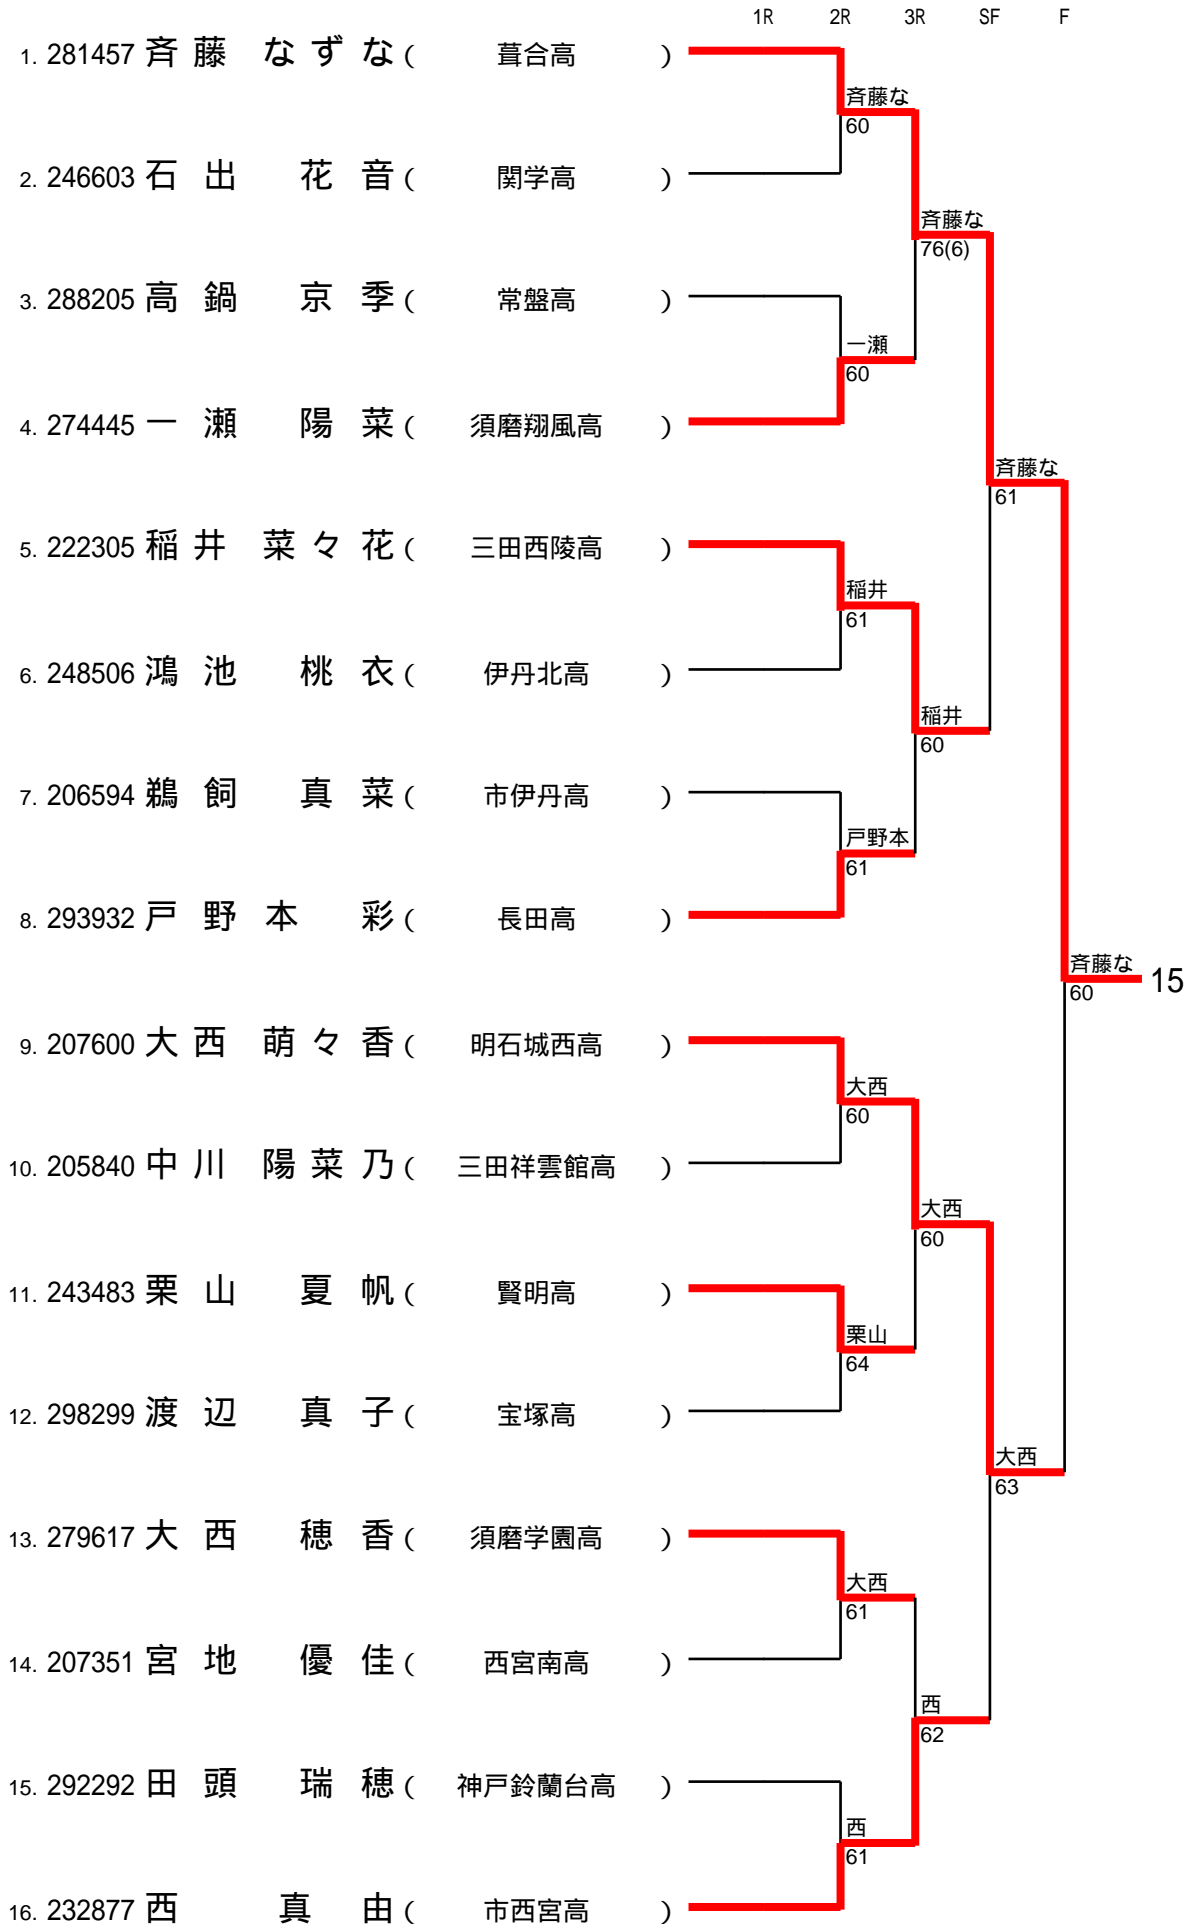 1R 2R 3R SF F
1. 281457 斉藤 なずな ( 葺合高 )
斉藤な
60
2. 246603 石出 花音 ( 関学高 )
斉藤な
76(6)
3. 288205 高鍋 京季 ( 常盤高 )
一瀬
60
4. 274445 一瀬 陽菜 ( 須磨翔風高 )
斉藤な
61
5. 222305 稲井 菜々花 ( 三田西陵高 )
稲井
61
6. 248506 鴻池 桃衣 ( 伊丹北高 )
稲井
60
7. 206594 鵜飼 真菜 ( 市伊丹高 )
戸野本
61
8. 293932 戸野本 彩 ( 長田高 )
斉藤な
60
15
9. 207600 大西 萌々香 ( 明石城西高 )
大西
60
10. 205840 中川 陽菜乃 ( 三田祥雲館高 )
大西
60
11. 243483 栗山 夏帆 ( 賢明高 )
栗山
64
12. 298299 渡辺 真子 ( 宝塚高 )
大西
63
13. 279617 大西 穂香 ( 須磨学園高 )
大西
61
14. 207351 宮地 優佳 ( 西宮南高 )
西
62
15. 292292 田頭 瑞穂 ( 神戸鈴蘭台高 )
西
61
16. 232877 西 真由 ( 市西宮高 )